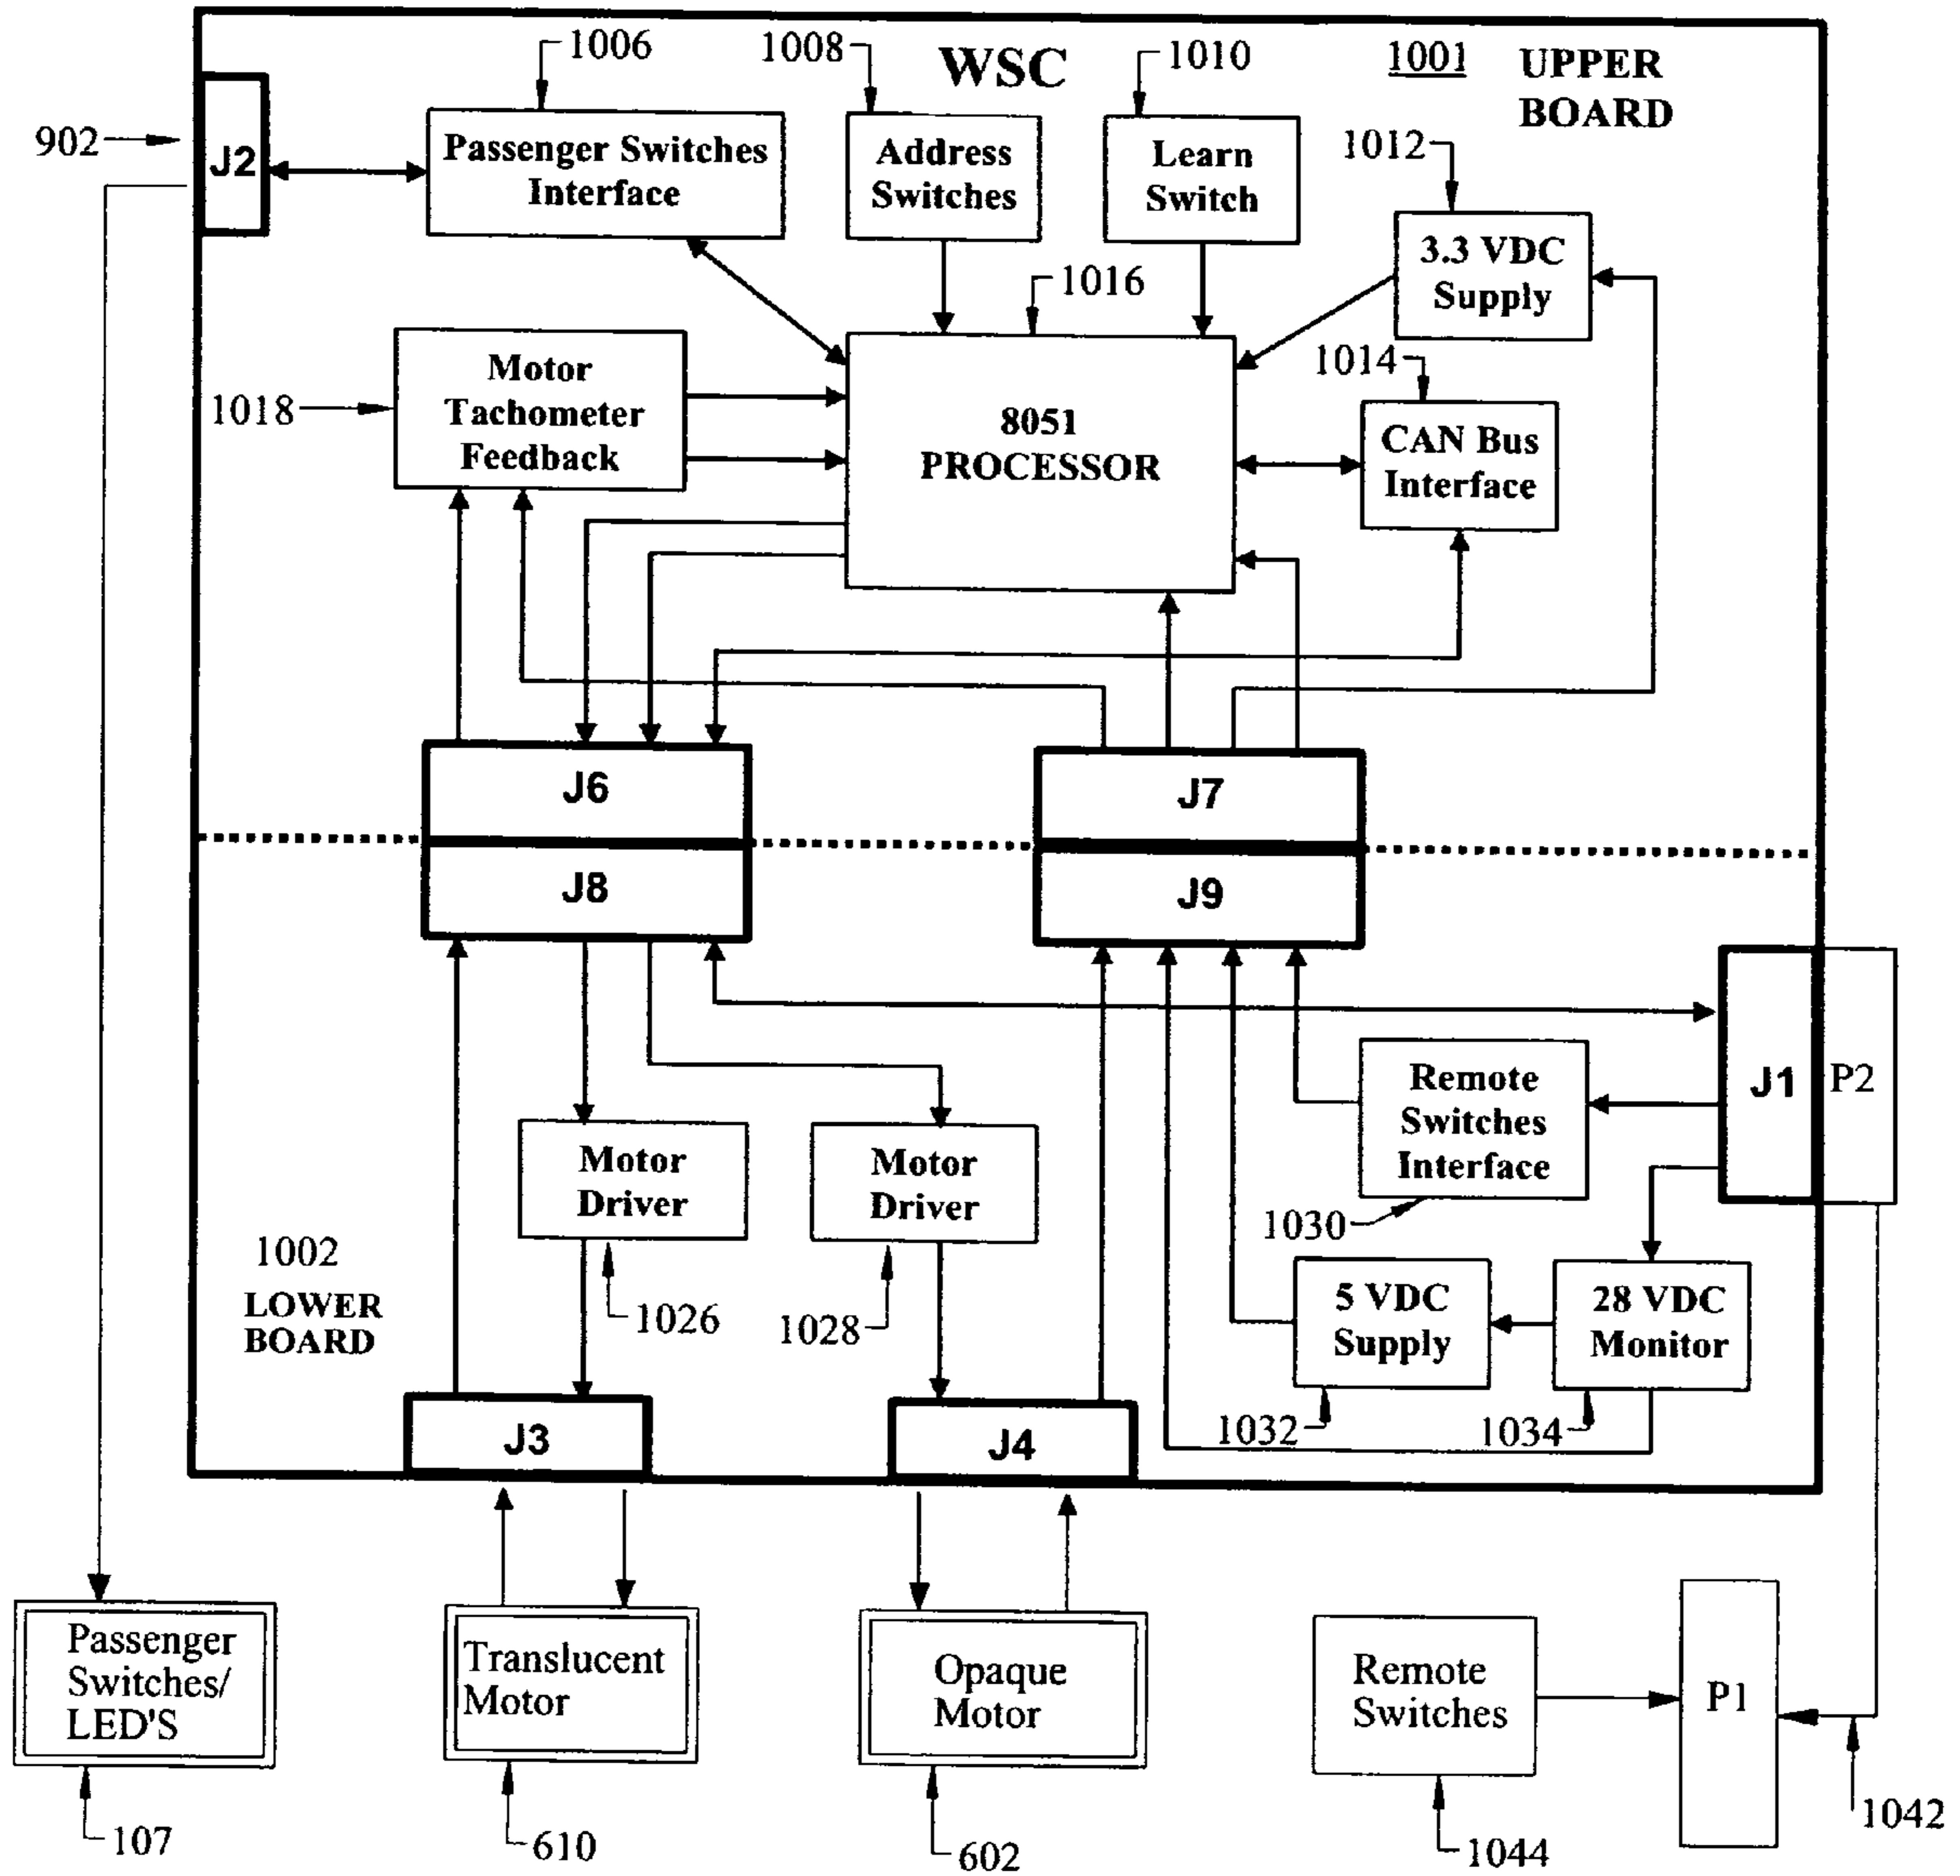 1006
1008
WSC
1010
1001
UPPER
BOARD
902
J2
Passenger Switches
Interface
Address
Switches
Learn
Switch
1012
3.3 VDC
Supply
1016
1018
Motor
Tachometer
Feedback
8051
PROCESSOR
1014
CAN Bus
Interface
J6
J7
J8
J9
J1
P2
Remote
Switches
Interface
1030
Motor
Driver
Motor
Driver
1002
LOWER
BOARD
1026
1028
5 VDC
Supply
28 VDC
Monitor
1032
1034
J3
J4
Passenger
Switches/
LED'S
Translucent
Motor
Opaque
Motor
Remote
Switches
P1
107
610
602
1044
1042